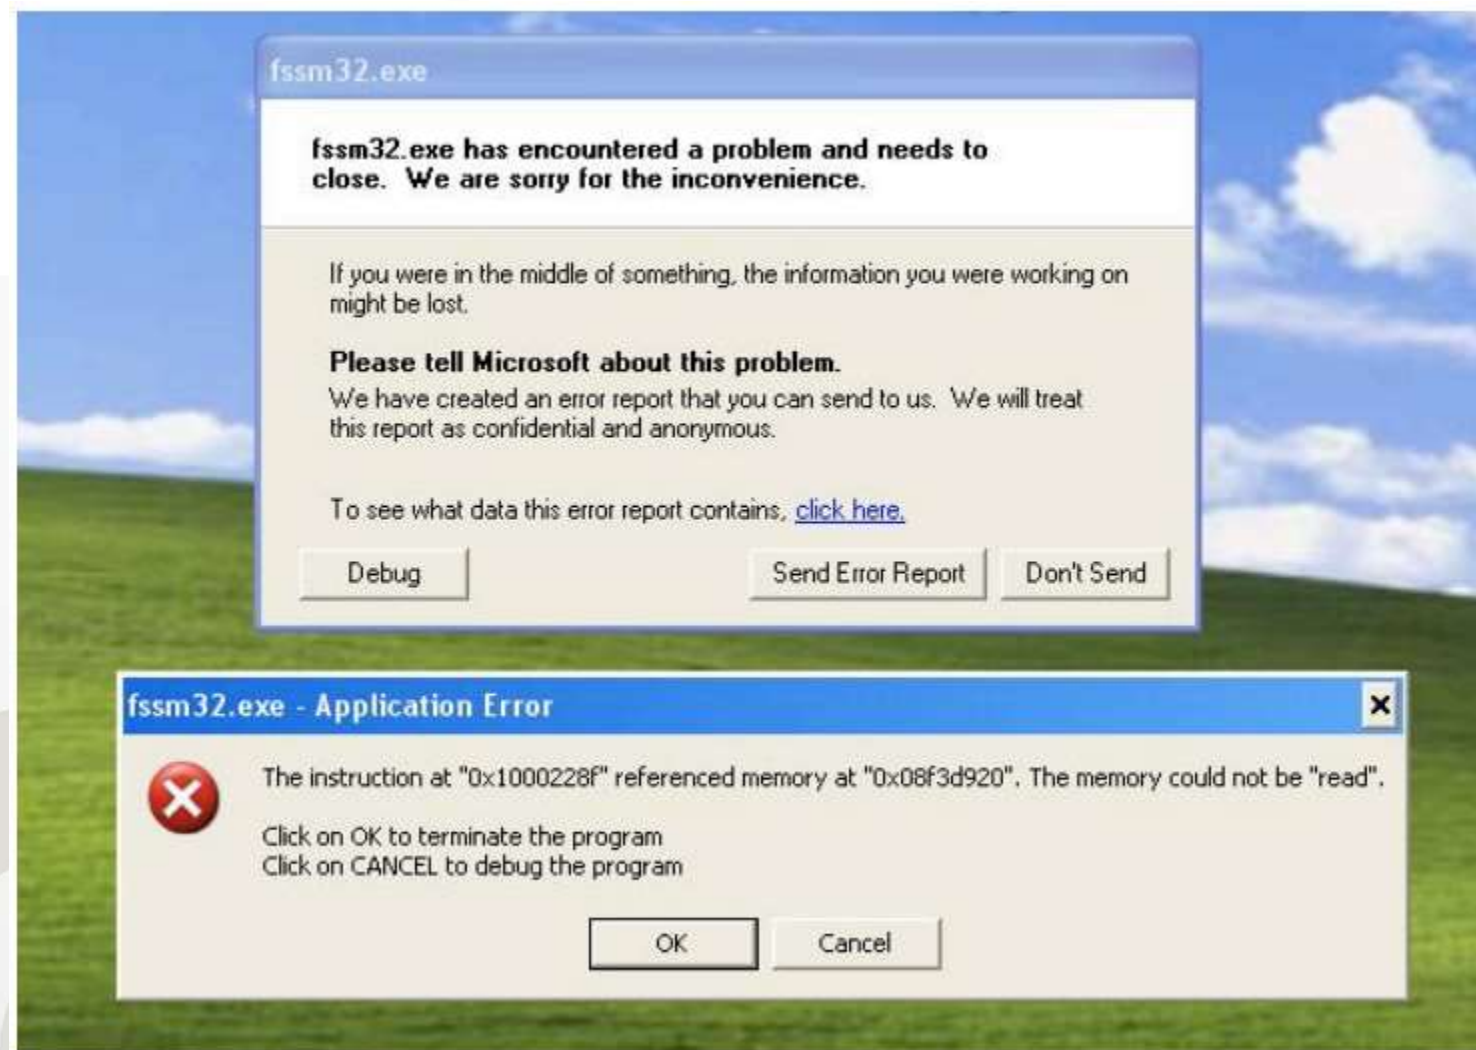 fssm32.exe
fssm32.exe has encountered a problem and needs to
close.  We are sorry for the inconvenience.
If you were in the middle of something, the information you were working on
might be lost.
Please tell Microsoft about this problem.
We have created an error report that you can send to us.  We will treat
this report as confidential and anonymous.
To see what data this error report contains, click here.
Debug
Send Error Report
Don't Send
fssm32.exe - Application Error
The instruction at "0x1000228f" referenced memory at "0x08f3d920". The memory could not be "read".
Click on OK to terminate the program
Click on CANCEL to debug the program
OK
Cancel